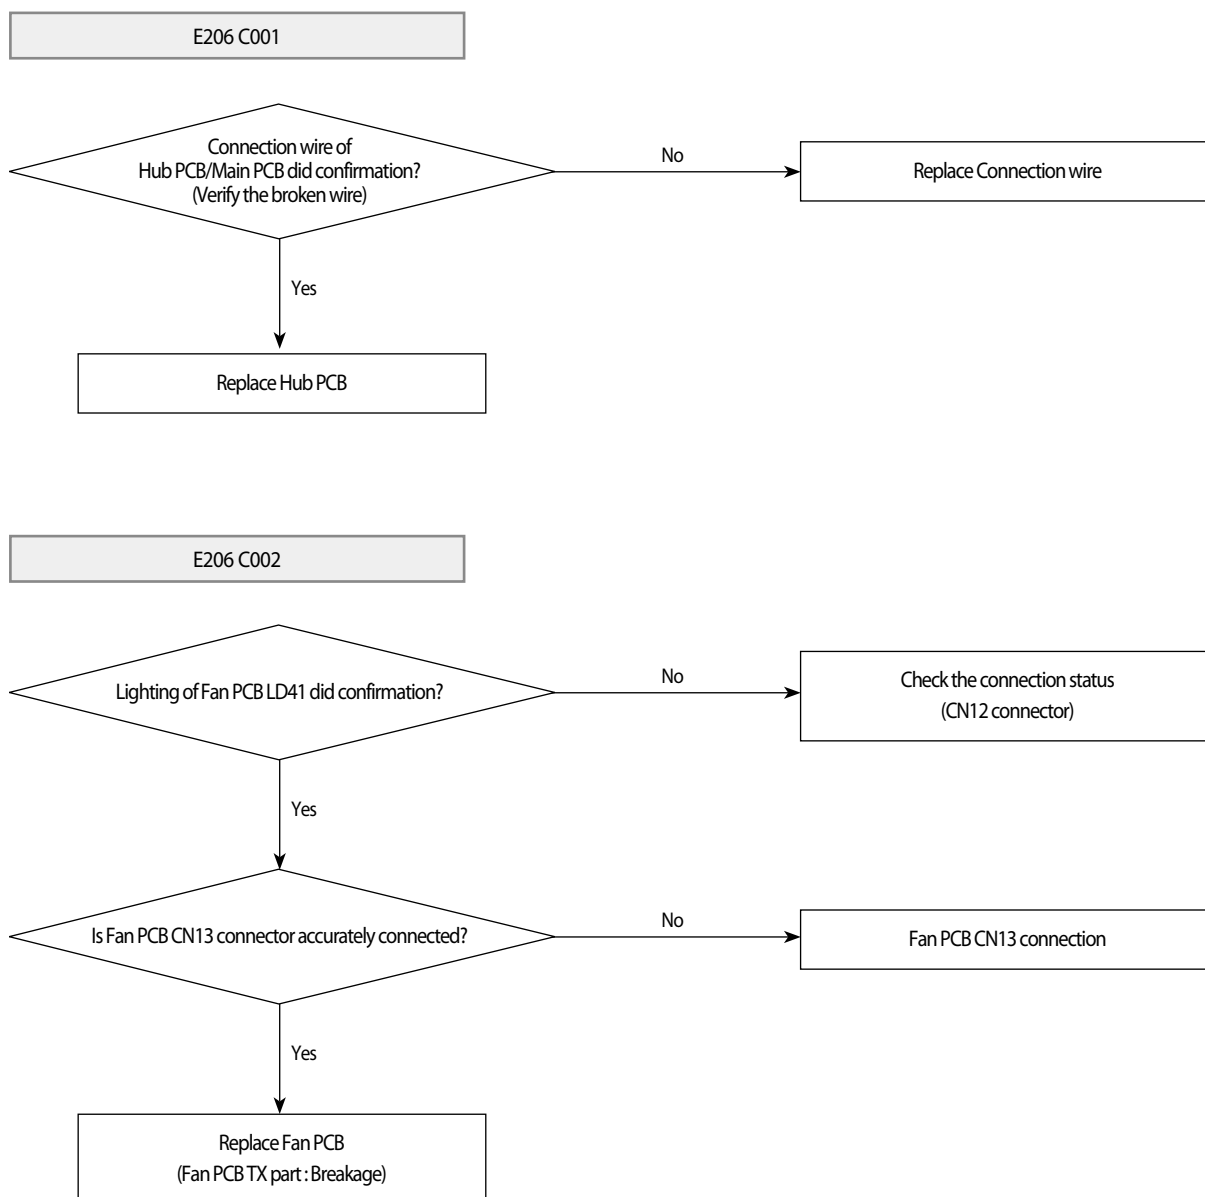 E206 C001
Connection wire of
Hub PCB/Main PCB did confirmation?
(Verify the broken wire)
No
Replace Connection wire
Yes
Replace Hub PCB
E206 C002
Lighting of Fan PCB LD41 did confirmation?
No
Check the connection status
(CN12 connector)
Yes
Is Fan PCB CN13 connector accurately connected?
No
Fan PCB CN13 connection
Yes
Replace Fan PCB
(Fan PCB TX part : Breakage)